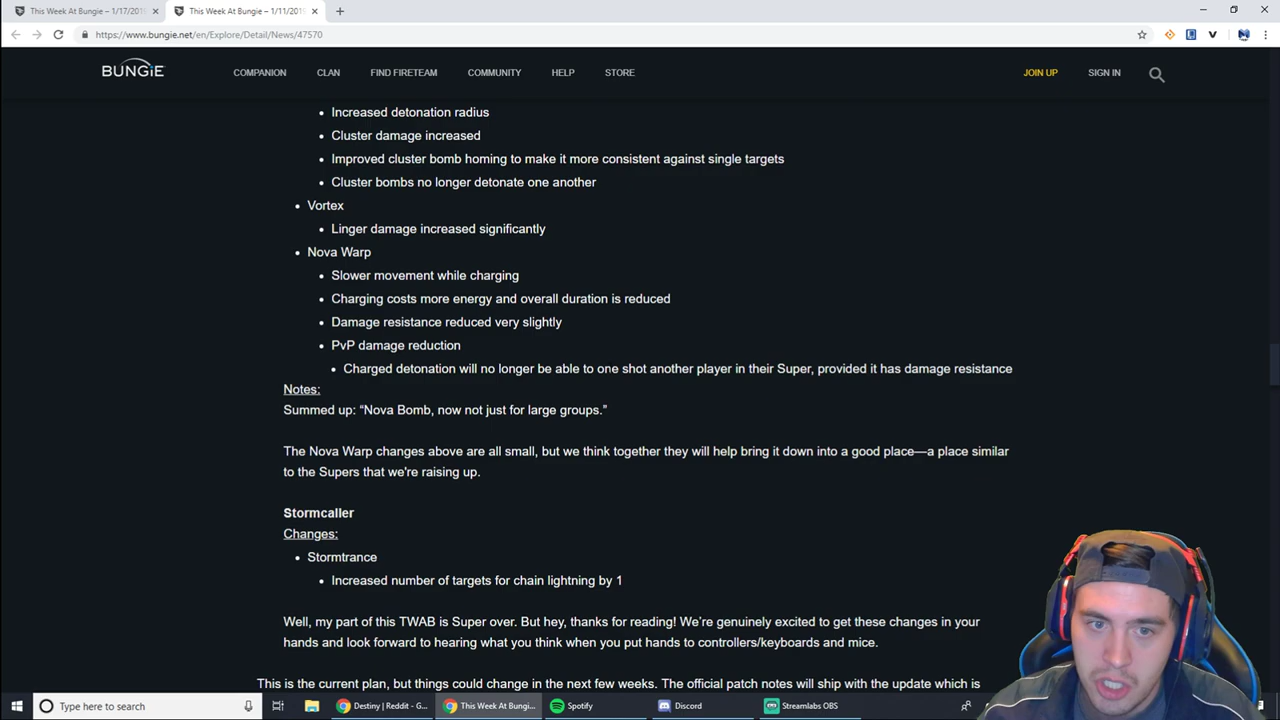 This Week At Bungie – 1/17/201
This Week At Bungie – 1/11/201
https://www.bungie.net/en/Explore/Detail/News/47570
BUNGiE
COMPANION CLAN FIND FIRETEAM COMMUNITY HELP STORE JOIN UP SIGN IN
• Increased detonation radius
• Cluster damage increased
• Improved cluster bomb homing to make it more consistent against single targets
• Cluster bombs no longer detonate one another
• Vortex
• Linger damage increased significantly
• Nova Warp
• Slower movement while charging
• Charging costs more energy and overall duration is reduced
• Damage resistance reduced very slightly
• PvP damage reduction
• Charged detonation will no longer be able to one shot another player in their Super, provided it has damage resistance
Notes:
Summed up: “Nova Bomb, now not just for large groups.”
The Nova Warp changes above are all small, but we think together they will help bring it down into a good place—a place similar
to the Supers that we're raising up.
Stormcaller
Changes:
• Stormtrance
• Increased number of targets for chain lightning by 1
Well, my part of this TWAB is Super over. But hey, thanks for reading! We’re genuinely excited to get these changes in your
hands and look forward to hearing what you think when you put hands to controllers/keyboards and mice.
This is the current plan, but things could change in the next few weeks. The official patch notes will ship with the update which is
Type here to search
Destiny | Reddit - G...
This Week At Bungi...
Spotify
Discord
Streamlabs OBS